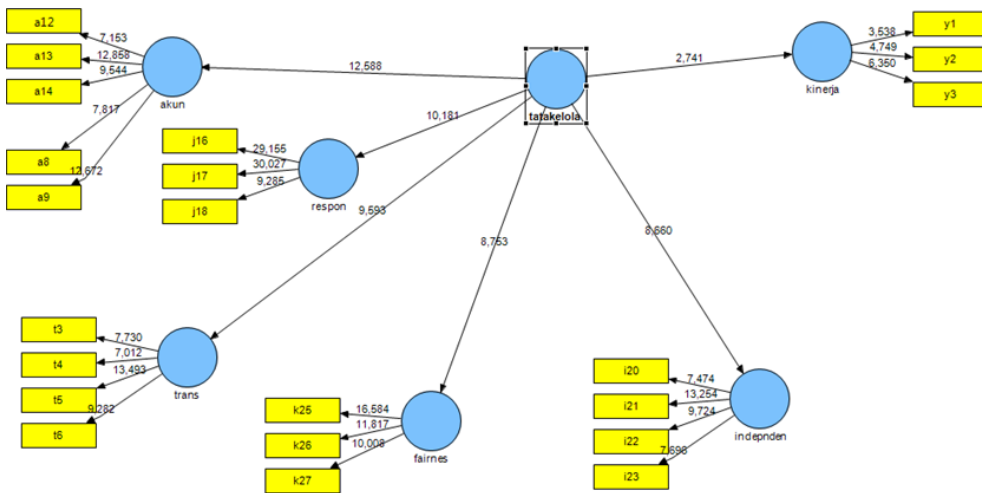 a12
7,153
a13
12,858
a14
9,544
7,817
a8
12,672
a9
akun
12,588
tatakelola
2,741
kinerja
3,538
y1
4,749
y2
6,350
y3
10,181
j16
29,155
j17
30,027
j18
9,285
respon
9,593
8,753
8,660
t3
7,730
t4
7,012
t5
13,493
t6
9,282
trans
k25
16,584
k26
11,817
k27
10,008
fairnes
i20
7,474
i21
13,254
i22
9,724
i23
7,698
indepnden